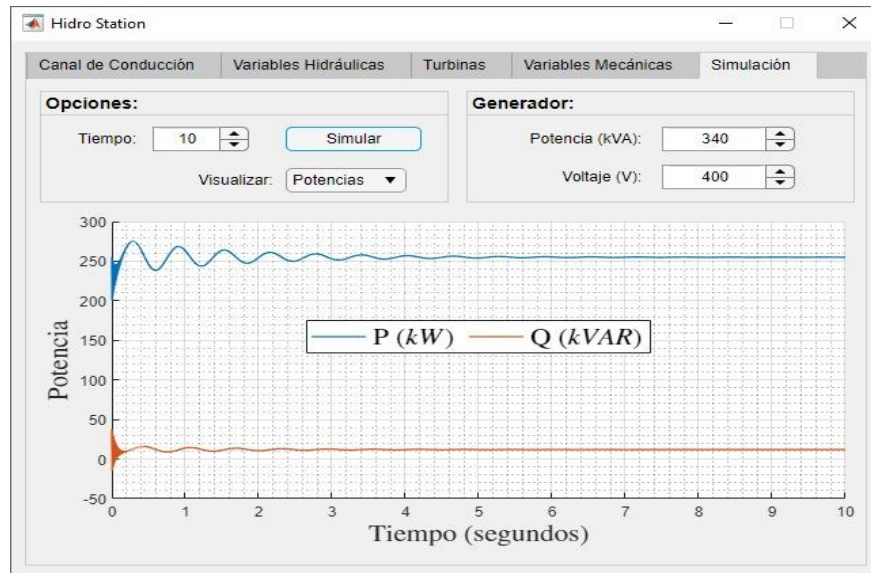 Hidro Station
Canal de Conducción Variables Hidráulicas Turbinas Variables Mecánicas Simulación
Opciones:
Tiempo: 10 Simular
Visualizar: Potencias
Generador:
Potencia (kVA): 340
Voltaje (V): 400
300
250
200
150
100
50
0
-50
Potencia
P (kW) Q (kVAR)
0 1 2 3 4 5 6 7 8 9 10
Tiempo (segundos)